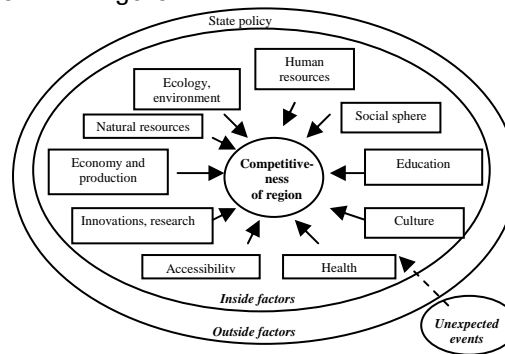 State policy
Human
resources
Ecology,
environment
Social sphere
Natural resources
Competitive-
ness
of region
Economy and
production
Education
Innovations, research
Culture
Accessibility
Health
Inside factors
Outside factors
Unexpected
events